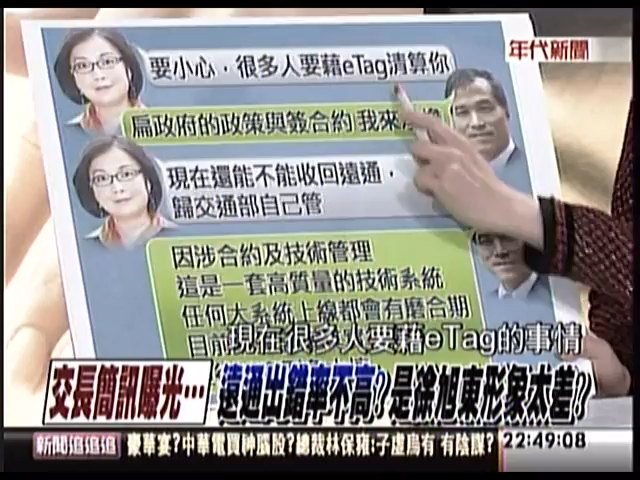 年代新聞
要小心，很多人要藉eTag清算你
扁政府的政策與簽合約 我來
現在還能不能收回遠通，
歸交通部自己管
因涉合約及技術管理
這是一套高質量的技術系統
任何大系統上線都會有磨合期
目前
現在很多人要藉eTag的事情
交長簡訊曝光…
遠通出錯率不高?是徐旭東形象太差?
新聞追追追
豪華宴?中華電買神腦股?總裁林保雍:子虛烏有 有陰謀?
22:49:08